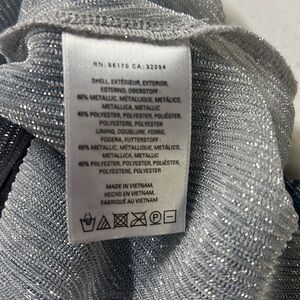 RN: 66170 CA: 32054
SHELL, EXTÉRIEUR, EXTERIOR,
ESTERNO, OBERSTOFF:
60% METALLIC, MÉTALLIQUE, METÁLICO,
METALLICA, METALLIC
40% POLYESTER, POLYESTER, POLIÉSTER,
POLYESTERE, POLYESTER
LINING, DOUBLURE, FORRO,
FODERA, FUTTERSTOFF:
60% METALLIC, MÉTALLIQUE, METÁLICO,
METALLICA, METALLIC
40% POLYESTER, POLYESTER, POLIÉSTER,
POLYESTERE, POLYESTER
MADE IN VIETNAM,
HECHO EN VIETNAM,
FABRIQUÉ AU VIETNAM
P